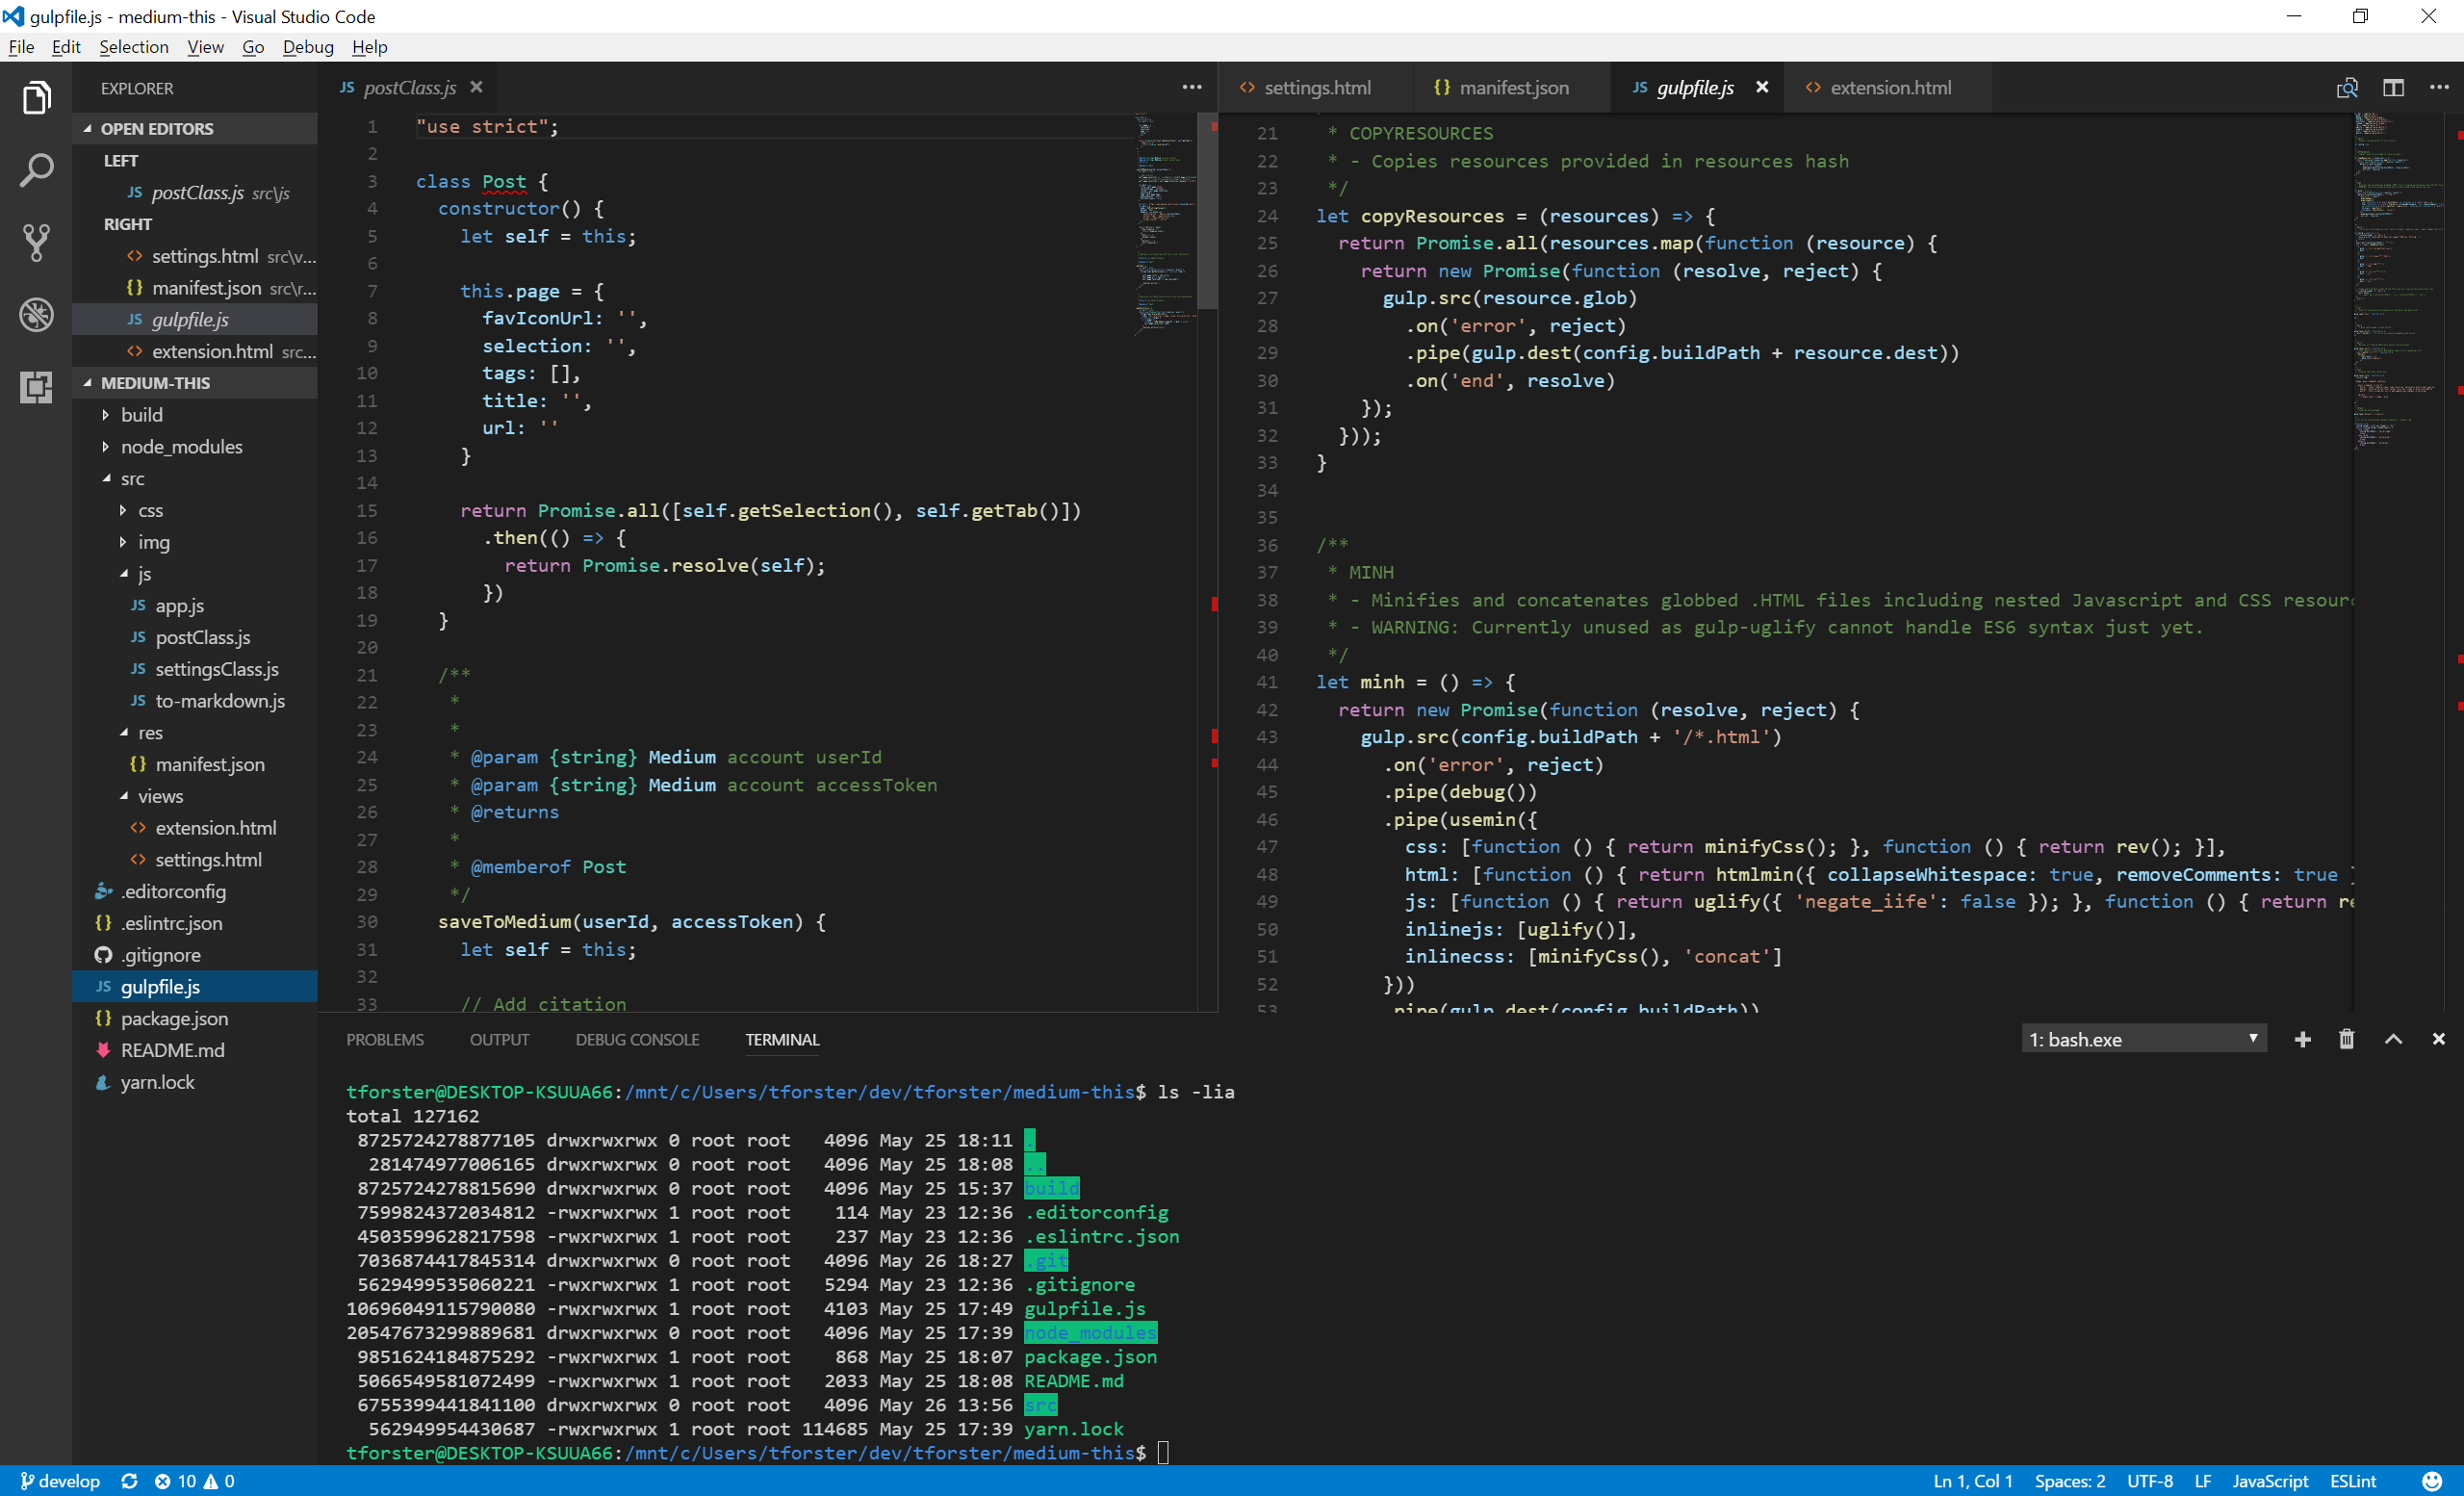 gulpfile.js - medium-this - Visual Studio Code
File Edit Selection View Go Debug Help
EXPLORER
OPEN EDITORS
LEFT
JS postClass.js src\js
RIGHT
<> settings.html src\v...
{} manifest.json src\r...
JS gulpfile.js
<> extension.html src...
MEDIUM-THIS
build
node_modules
src
css
img
js
JS app.js
JS postClass.js
JS settingsClass.js
JS to-markdown.js
res
{} manifest.json
views
<> extension.html
<> settings.html
.editorconfig
{} .eslintrc.json
.gitignore
JS gulpfile.js
{} package.json
README.md
yarn.lock
JS postClass.js
1 "use strict";
2
3 class Post {
4 constructor() {
5 let self = this;
6
7 this.page = {
8 favIconUrl: '',
9 selection: '',
10 tags: [],
11 title: '',
12 url: ''
13 }
14
15 return Promise.all([self.getSelection(), self.getTab()])
16 .then(() => {
17 return Promise.resolve(self);
18 })
19 }
20
21 /**
22 *
23 *
24 * @param {string} Medium account userId
25 * @param {string} Medium account accessToken
26 * @returns
27 *
28 * @memberof Post
29 */
30 saveToMedium(userId, accessToken) {
31 let self = this;
32
33 // Add citation
<> settings.html {} manifest.json JS gulpfile.js <> extension.html
21 * COPYRESOURCES
22 * - Copies resources provided in resources hash
23 */
24 let copyResources = (resources) => {
25 return Promise.all(resources.map(function (resource) {
26 return new Promise(function (resolve, reject) {
27 gulp.src(resource.glob)
28 .on('error', reject)
29 .pipe(gulp.dest(config.buildPath + resource.dest))
30 .on('end', resolve)
31 });
32 }));
33 }
34
35
36 /**
37 * MINH
38 * - Minifies and concatenates globbed .HTML files including nested Javascript and CSS resour
39 * - WARNING: Currently unused as gulp-uglify cannot handle ES6 syntax just yet.
40 */
41 let minh = () => {
42 return new Promise(function (resolve, reject) {
43 gulp.src(config.buildPath + '/*.html')
44 .on('error', reject)
45 .pipe(debug())
46 .pipe(usemin({
47 css: [function () { return minifyCss(); }, function () { return rev(); }],
48 html: [function () { return htmlmin({ collapseWhitespace: true, removeComments: true }
49 js: [function () { return uglify({ 'negate_iife': false }); }, function () { return re
50 inlinejs: [uglify()],
51 inlinecss: [minifyCss(), 'concat']
52 }))
53 .pipe(gulp.dest(config.buildPath))
PROBLEMS OUTPUT DEBUG CONSOLE TERMINAL 1: bash.exe
tforster@DESKTOP-KSUUA66:/mnt/c/Users/tforster/dev/tforster/medium-this$ ls -lia
total 127162
8725724278877105 drwxrwxrwx 0 root root 4096 May 25 18:11 .
281474977006165 drwxrwxrwx 0 root root 4096 May 25 18:08 ..
8725724278815690 drwxrwxrwx 0 root root 4096 May 25 15:37 build
7599824372034812 -rwxrwxrwx 1 root root 114 May 23 12:36 .editorconfig
4503599628217598 -rwxrwxrwx 1 root root 237 May 23 12:36 .eslintrc.json
7036874417845314 drwxrwxrwx 0 root root 4096 May 26 18:27 .git
5629499535060221 -rwxrwxrwx 1 root root 5294 May 23 12:36 .gitignore
10696049115790080 -rwxrwxrwx 1 root root 4103 May 25 17:49 gulpfile.js
20547673299889681 drwxrwxrwx 0 root root 4096 May 25 17:39 node_modules
9851624184875292 -rwxrwxrwx 1 root root 868 May 25 18:07 package.json
5066549581072499 -rwxrwxrwx 1 root root 2033 May 25 18:08 README.md
6755399441841100 drwxrwxrwx 0 root root 4096 May 26 13:56 src
562949954430687 -rwxrwxrwx 1 root root 114685 May 25 17:39 yarn.lock
tforster@DESKTOP-KSUUA66:/mnt/c/Users/tforster/dev/tforster/medium-this$
develop 10 0 Ln 1, Col 1 Spaces: 2 UTF-8 LF JavaScript ESLint